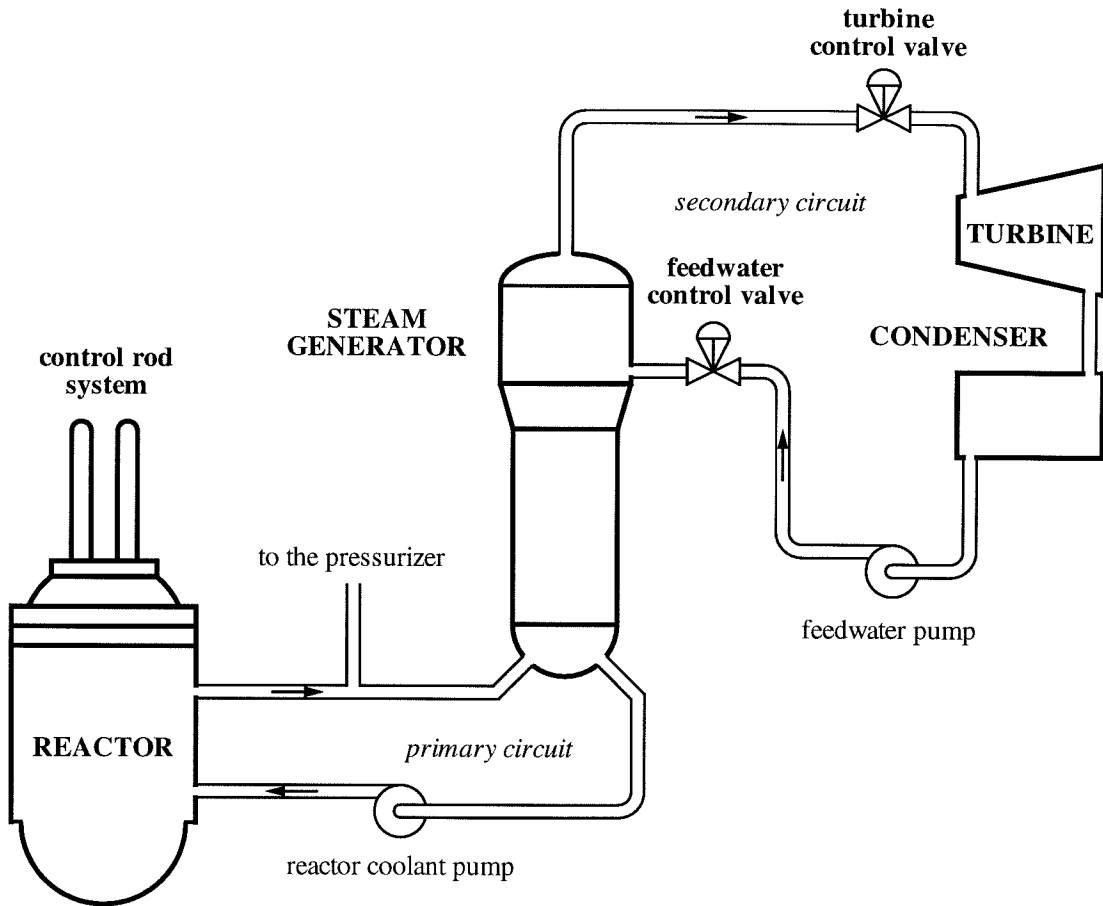 turbine
control valve
secondary circuit
TURBINE
feedwater
control valve
STEAM
GENERATOR
CONDENSER
control rod
system
to the pressurizer
feedwater pump
REACTOR
primary circuit
reactor coolant pump